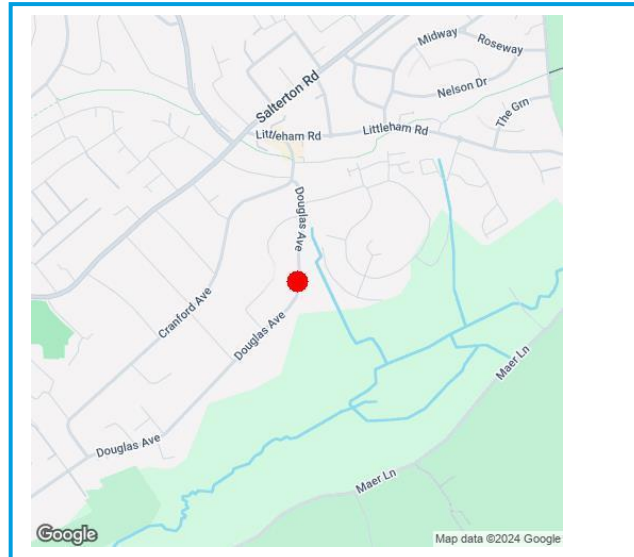 Midway
Roseway
Salterton Rd
Nelson Dr
The Grn
Littleham Rd
Littleham Rd
Douglas Ave
Cranford Ave
Douglas Ave
Maer Ln
Douglas Ave
Maer Ln
Google
Map data ©2024 Google